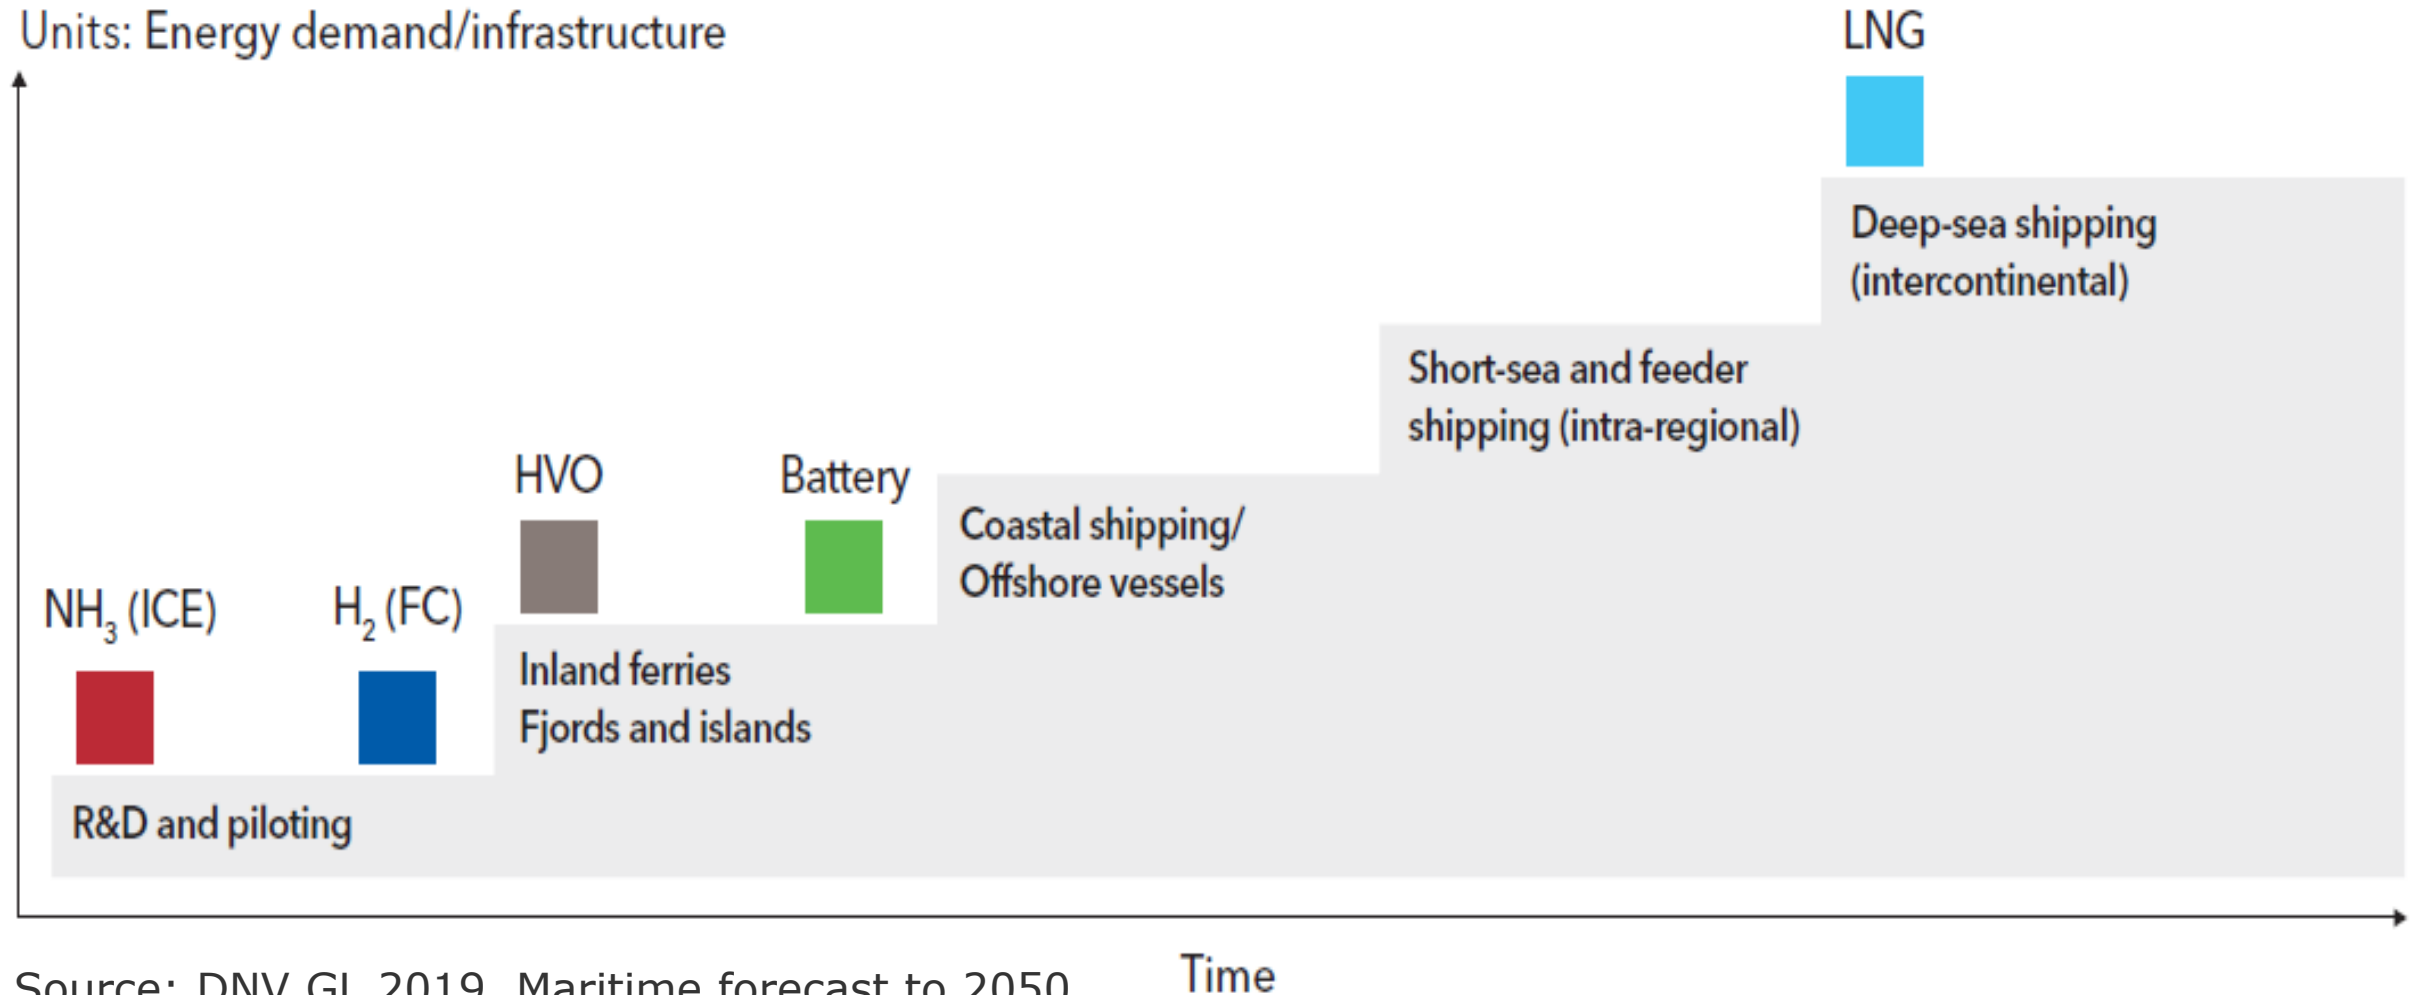 Units: Energy demand/infrastructure
LNG
Deep-sea shipping
(intercontinental)
Short-sea and feeder
shipping (intra-regional)
HVO
Battery
Coastal shipping/
Offshore vessels
NH₃ (ICE)
H₂ (FC)
Inland ferries
Fjords and islands
R&D and piloting
Time
Source: DNV GL 2019, Maritime forecast to 2050